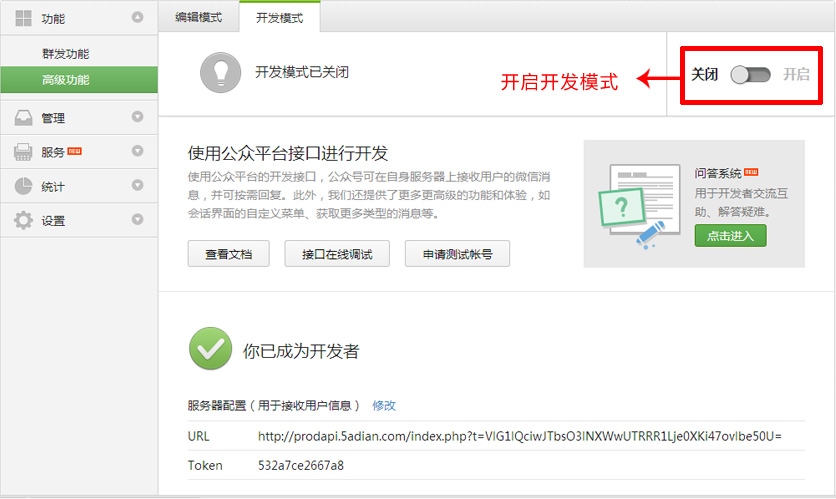 功能
群发功能
高级功能
管理
服务 new
统计
设置
编辑模式
开发模式
开发模式已关闭
开启开发模式
关闭 开启
使用公众平台接口进行开发
使用公众平台的开发接口，公众号可在自身服务器上接收用户的微信消
息，并可按需回复。此外，我们还提供了更多更高级的功能和体验，如
会话界面的自定义菜单、获取更多类型的消息等。
查看文档
接口在线调试
申请测试帐号
问答系统 new
用于开发者交流互
助、解答疑难。
点击进入
你已成为开发者
服务器配置（用于接收用户信息） 修改
URL http://prodapi.5adian.com/index.php?t=VlG1lQciwJTbsO3lNXWwUTRRR1Lje0XKi47ovlbe50U=
Token 532a7ce2667a8